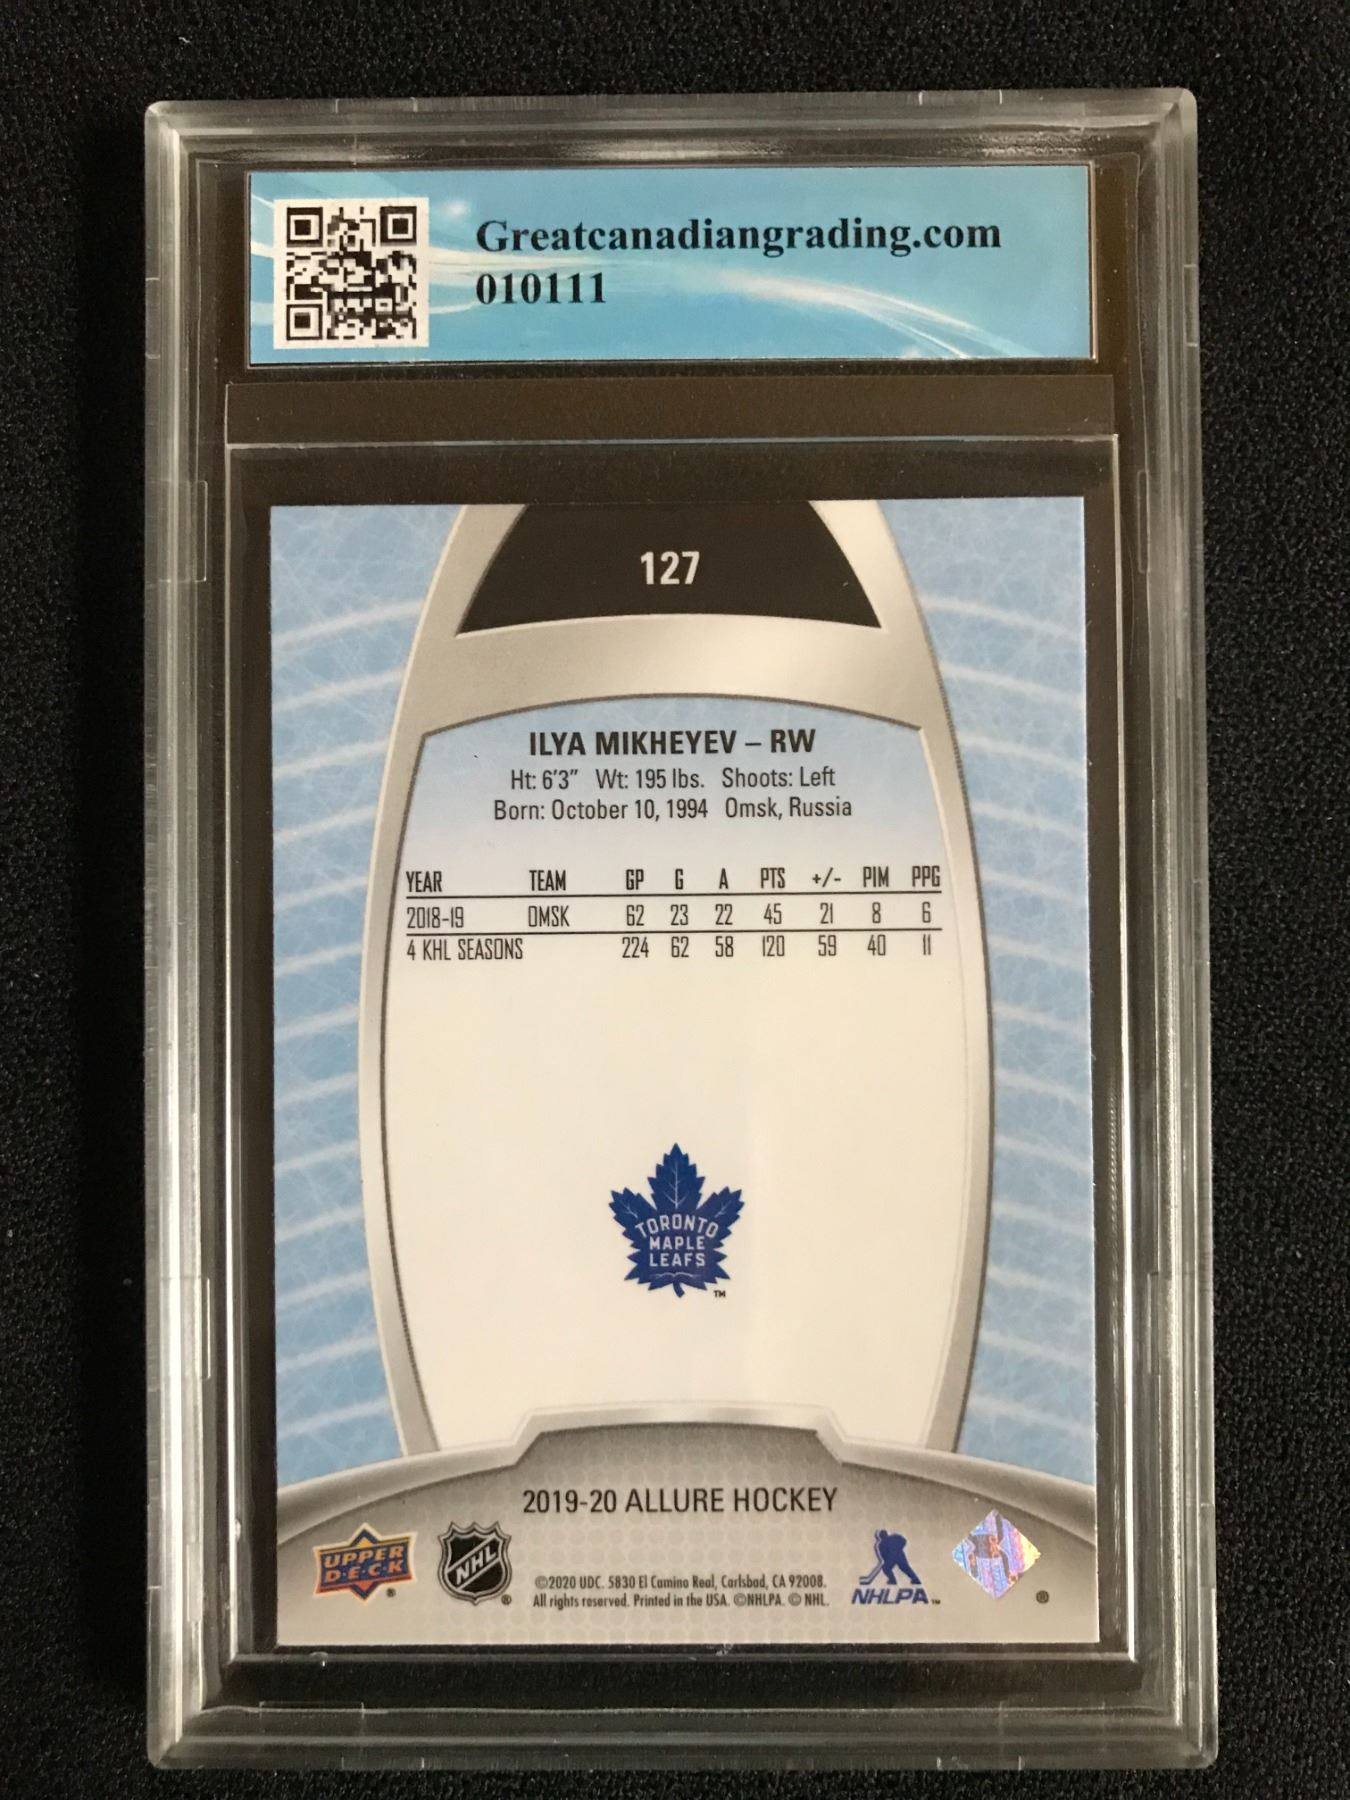 Greatcanadiangrading.com
010111
127
ILYA MIKHEYEV – RW
Ht: 6'3" Wt: 195 lbs. Shoots: Left
Born: October 10, 1994 Omsk, Russia
YEAR TEAM GP G A PTS +/- PIM PPG
2018-19 OMSK 62 23 22 45 21 8 6
4 KHL SEASONS 224 62 58 120 59 40 11
TORONTO
MAPLE
LEAFS
TM
2019-20 ALLURE HOCKEY
UPPER
D·E·C·K
®
NHL
®
©2020 UDC. 5830 El Camino Real, Carlsbad, CA 92008.
All rights reserved. Printed in the USA. ©NHLPA. © NHL.
NHLPA™
®